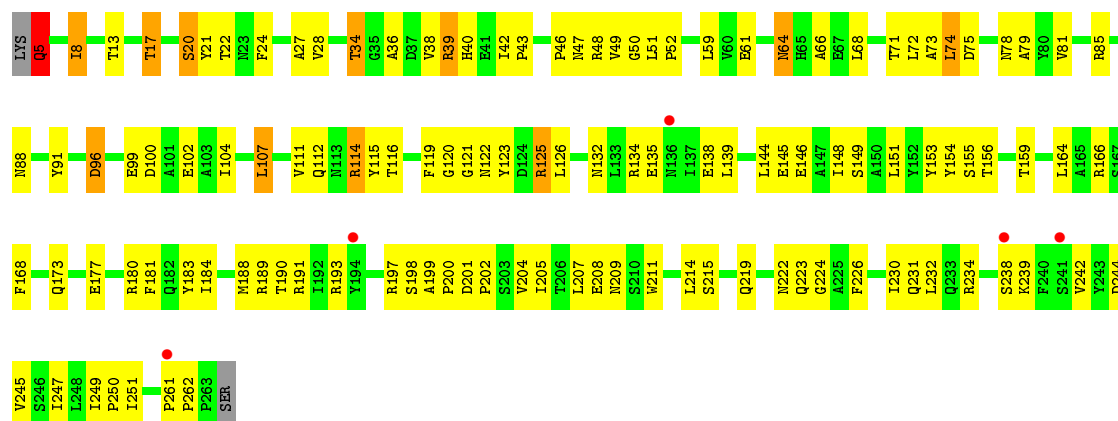 LYS Q5 I8 T13 T17 S20 Y21 T22 N23 F24 A27 V28 T34 G35 A36 D37 V38 R39 H40 E41 I42 P43 P46 N47 R48 V49 G50 L51 P52 L59 V60 E61 N64 H65 A66 E67 L68 T71 L72 A73 L74 D75 N78 A79 Y80 V81 R85
N88 Y91 D96 E99 D100 A101 E102 A103 I104 L107 V111 Q112 N113 R114 Y115 T116 F119 G120 G121 N122 Y123 D124 R125 L126 N132 L133 R134 E135 N136 I137 E138 L139 L144 E145 E146 A147 I148 S149 A150 L151 Y152 Y153 Y154 S155 T156 T159 L164 A165 R166 S167
F168 Q173 E177 R180 F181 Q182 Y183 I184 M188 R189 T190 R191 I192 R193 Y194 R197 S198 A199 P200 D201 P202 S203 V204 I205 T206 L207 E208 N209 S210 W211 L214 S215 Q219 N222 Q223 G224 A225 F226 I230 Q231 L232 Q233 R234 S238 K239 F240 S241 V242 Y243 D244
V245 S246 I247 L248 I249 P250 I251 P261 P262 P263 SER